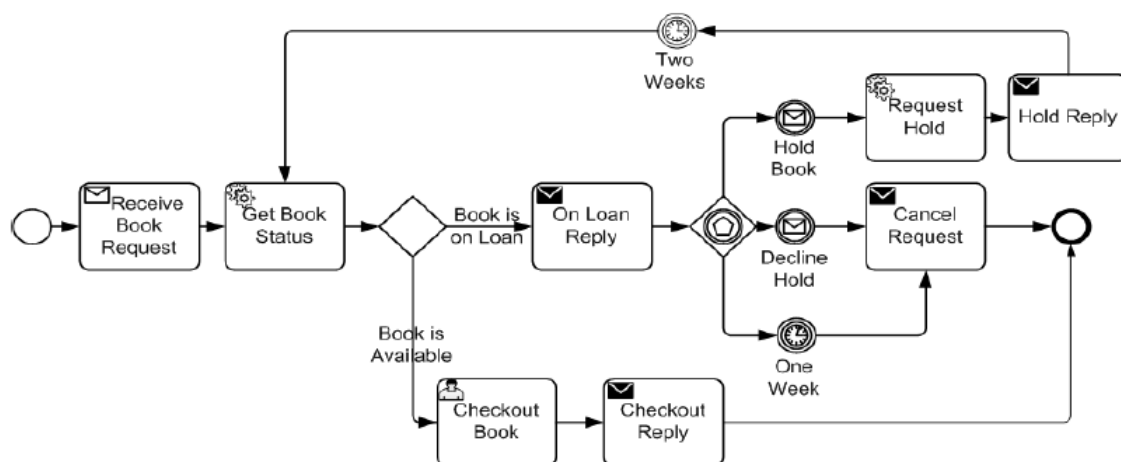 Two
Weeks
Request
Hold
Hold Reply
Hold
Book
Receive
Book
Request
Get Book
Status
Book is
on Loan
On Loan
Reply
Decline
Hold
Cancel
Request
Book is
Available
One
Week
Checkout
Book
Checkout
Reply